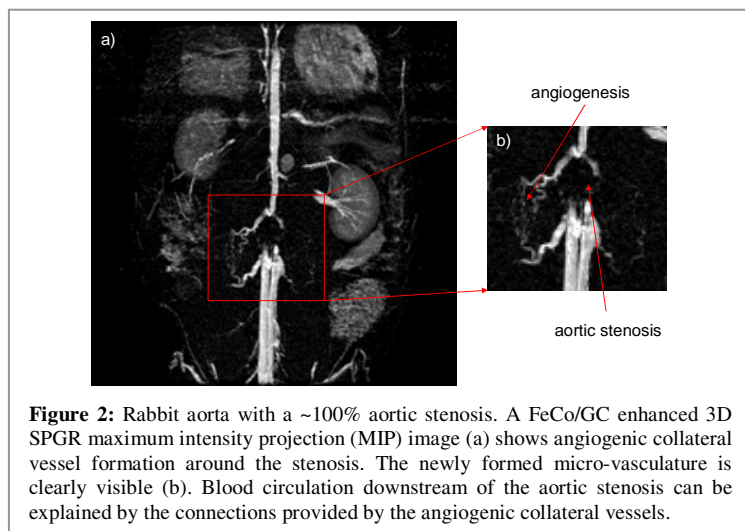 a)
angiogenesis
b)
aortic stenosis
Figure 2: Rabbit aorta with a ~100% aortic stenosis. A FeCo/GC enhanced 3D
SPGR maximum intensity projection (MIP) image (a) shows angiogenic collateral
vessel formation around the stenosis. The newly formed micro-vasculature is
clearly visible (b). Blood circulation downstream of the aortic stenosis can be
explained by the connections provided by the angiogenic collateral vessels.